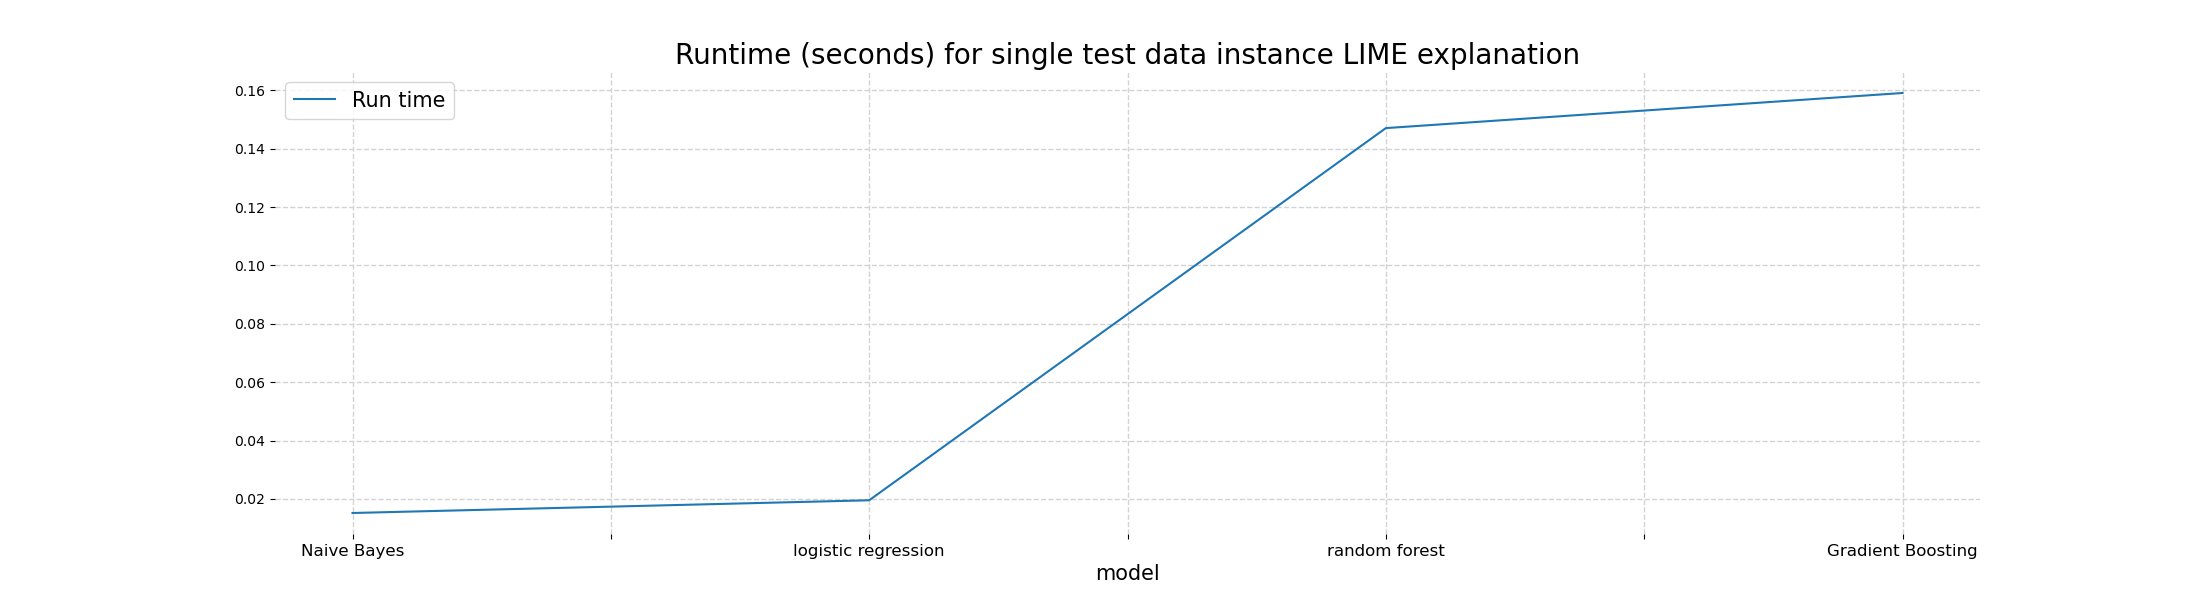 Runtime (seconds) for single test data instance LIME explanation
Run time
0.16
0.14
0.12
0.10
0.08
0.06
0.04
0.02
Naive Bayes logistic regression random forest Gradient Boosting
model